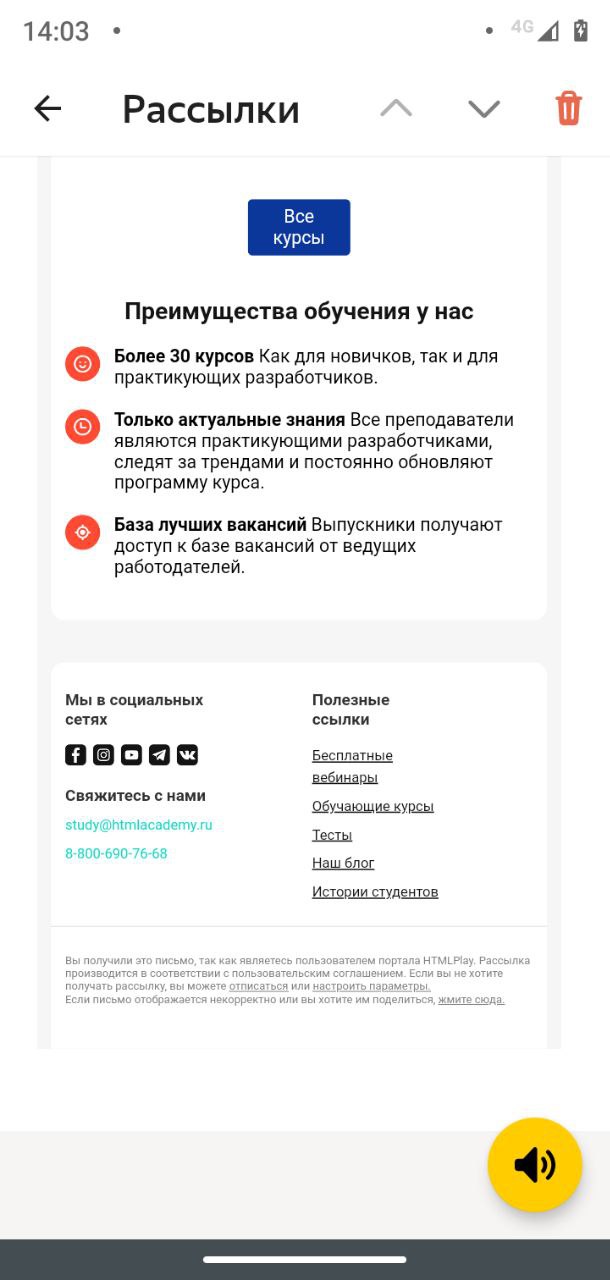 14:03
4G
Рассылки
Все
курсы
Преимущества обучения у нас
Более 30 курсов Как для новичков, так и для
практикующих разработчиков.
Только актуальные знания Все преподаватели
являются практикующими разработчиками,
следят за трендами и постоянно обновляют
программу курса.
База лучших вакансий Выпускники получают
доступ к базе вакансий от ведущих
работодателей.
Мы в социальных
сетях
Свяжитесь с нами
study@htmlacademy.ru
8-800-690-76-68
Полезные
ссылки
Бесплатные
вебинары
Обучающие курсы
Тесты
Наш блог
Истории студентов
Вы получили это письмо, так как являетесь пользователем портала HTMLPlay. Рассылка
производится в соответствии с пользовательским соглашением. Если вы не хотите
получать рассылку, вы можете отписаться или настроить параметры.
Если письмо отображается некорректно или вы хотите им поделиться, жмите сюда.